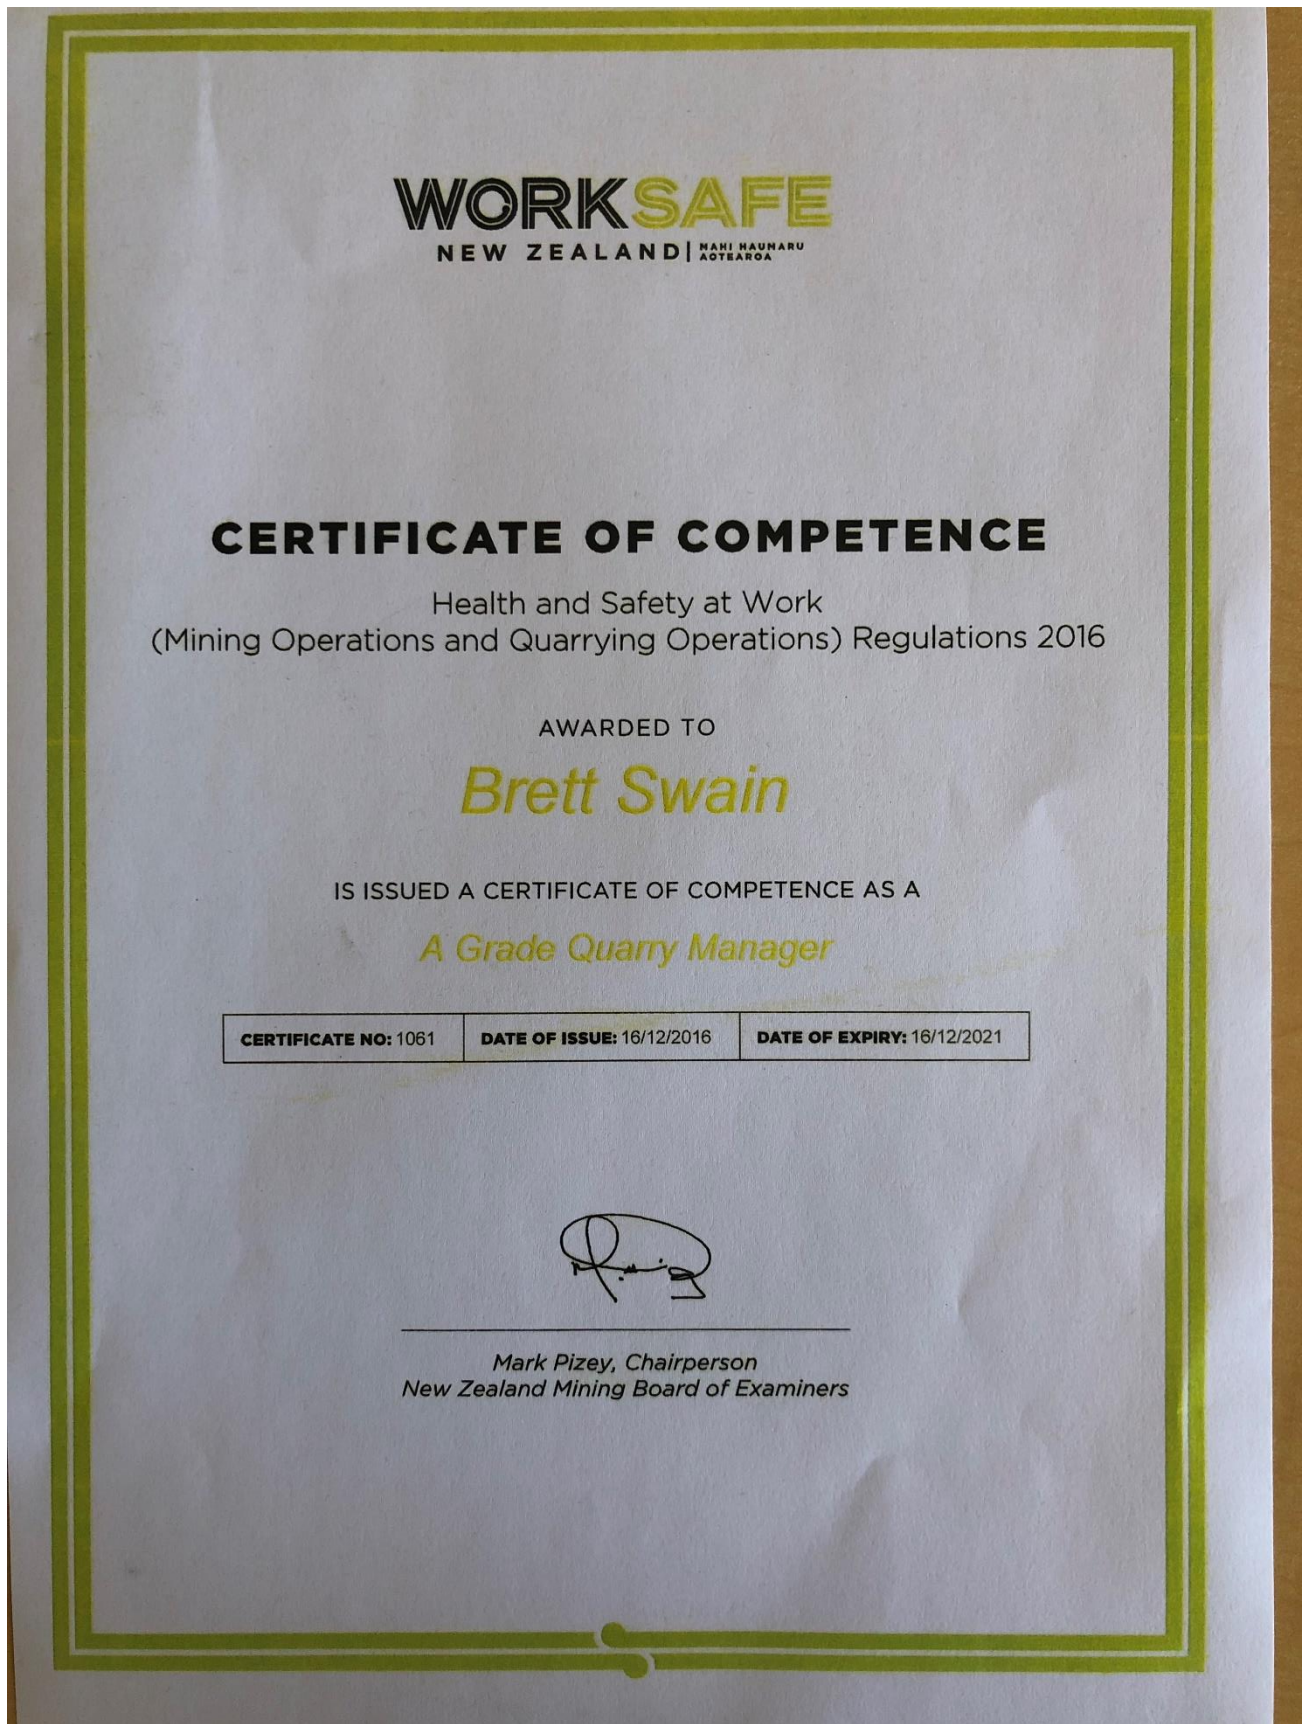 WORKSAFE
NEW ZEALAND | MAHI HAUMARU
AOTEAROA
CERTIFICATE OF COMPETENCE
Health and Safety at Work
(Mining Operations and Quarrying Operations) Regulations 2016
AWARDED TO
Brett Swain
IS ISSUED A CERTIFICATE OF COMPETENCE AS A
A Grade Quarry Manager
CERTIFICATE NO: 1061 DATE OF ISSUE: 16/12/2016 DATE OF EXPIRY: 16/12/2021
Mark Pizey, Chairperson
New Zealand Mining Board of Examiners